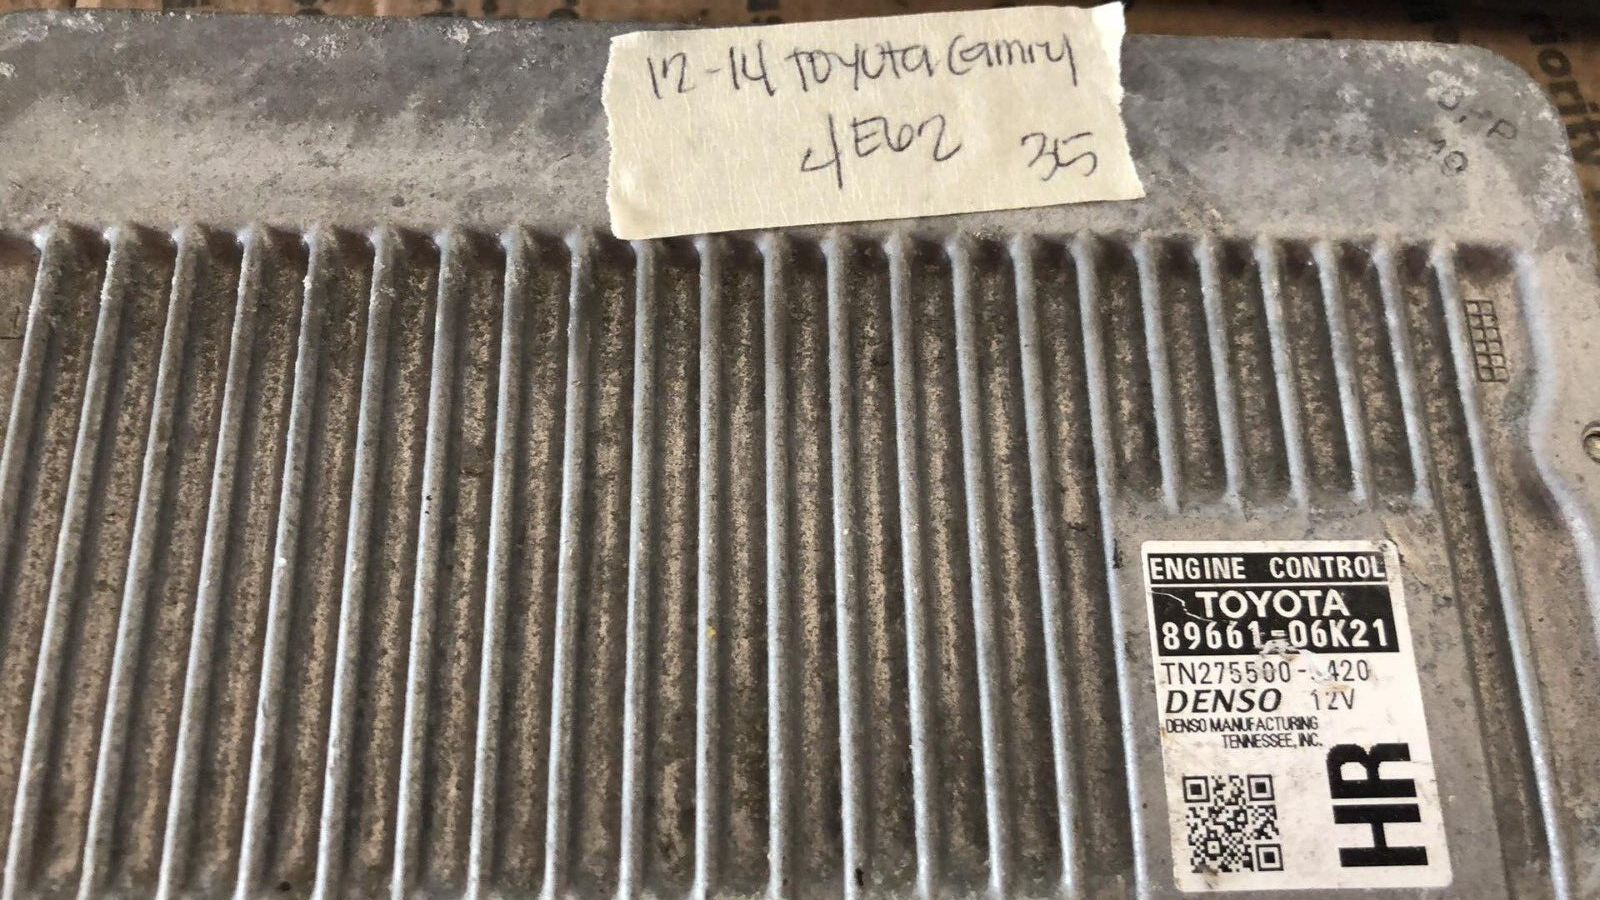 12-14 TOYOTA Camry
4E62 35
ENGINE CONTROL
TOYOTA
89661-06K21
DENSO 12V
DENSO MANUFACTURING
TENNESSEE, INC.
HR